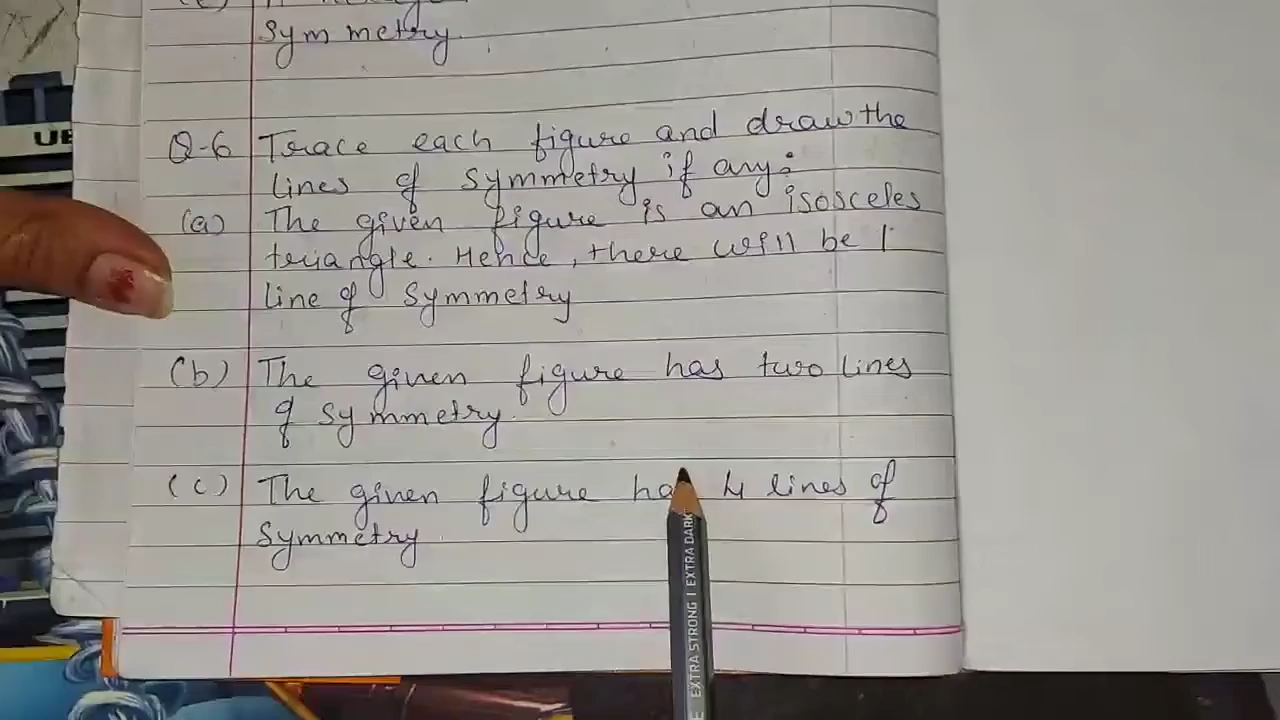 Symmetry.
Q-6 Trace each figure and draw the
lines of symmetry if any:
(a) The given figure is an isosceles
triangle. Hence, there will be 1
line of Symmetry
(b) The given figure has two lines
of symmetry.
(c) The given figure has 4 lines of
Symmetry
EXTRA STRONG | EXTRA DARK